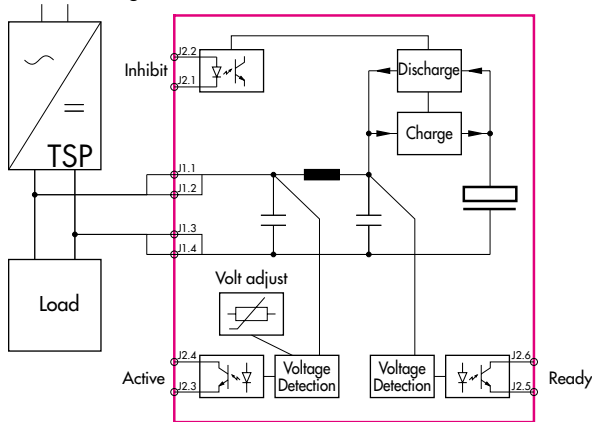 J2.2
Inhibit
J2.1
Discharge
Charge
TSP
J1.1
J1.2
J1.3
J1.4
Load
Volt adjust
J2.4
Active
J2.3
Voltage
Detection
Voltage
Detection
J2.6
Ready
J2.5